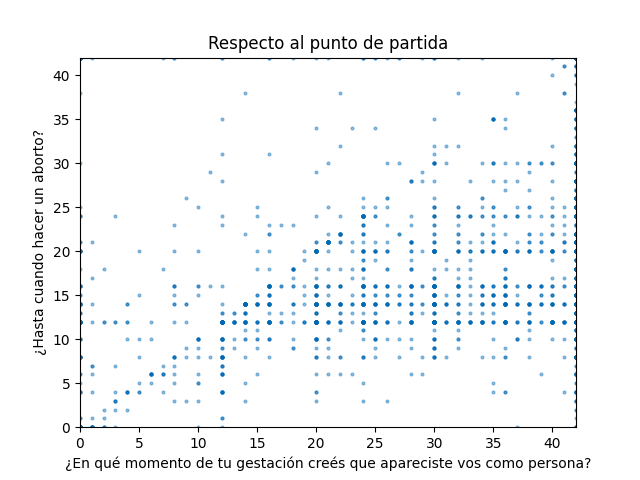 Respecto al punto de partida
40
35
30
25
20
15
10
5
0
¿Hasta cuando hacer un aborto?
0 5 10 15 20 25 30 35 40
¿En qué momento de tu gestación creés que apareciste vos como persona?